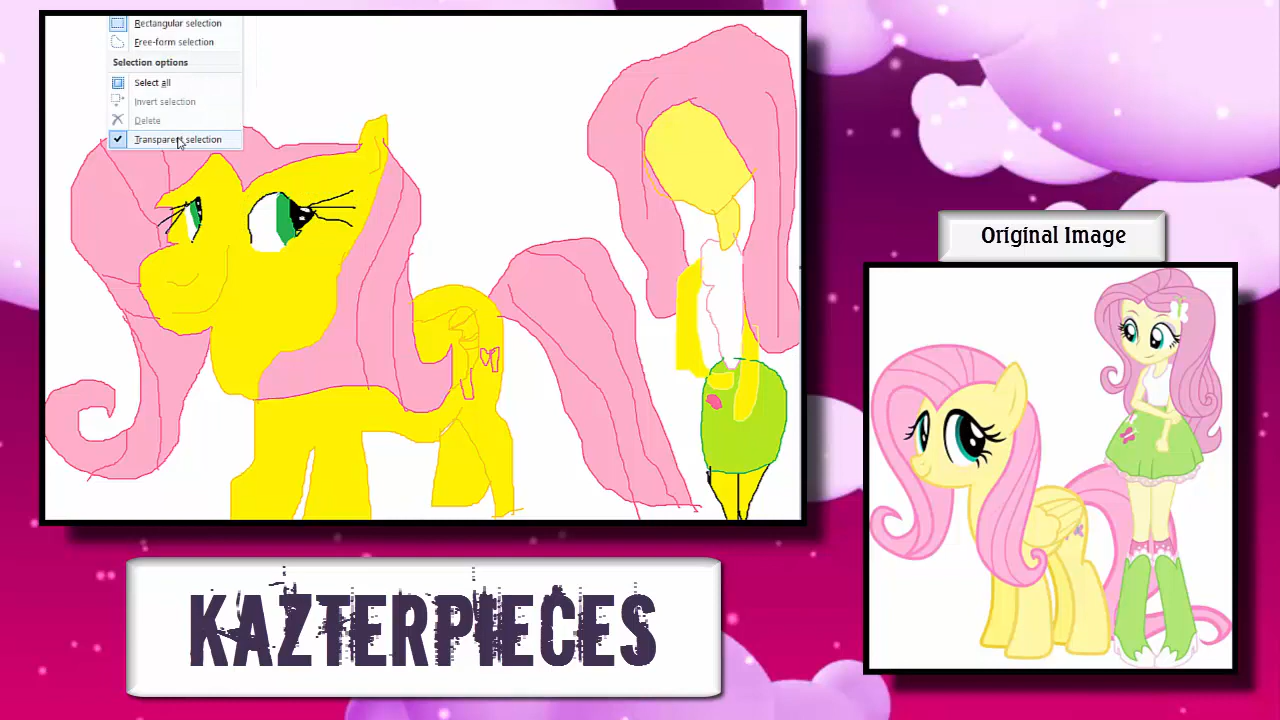 Rectangular selection
Free-form selection
Selection options
Select all
Invert selection
Delete
Transparent selection
Original Image
KAZTERPIECES